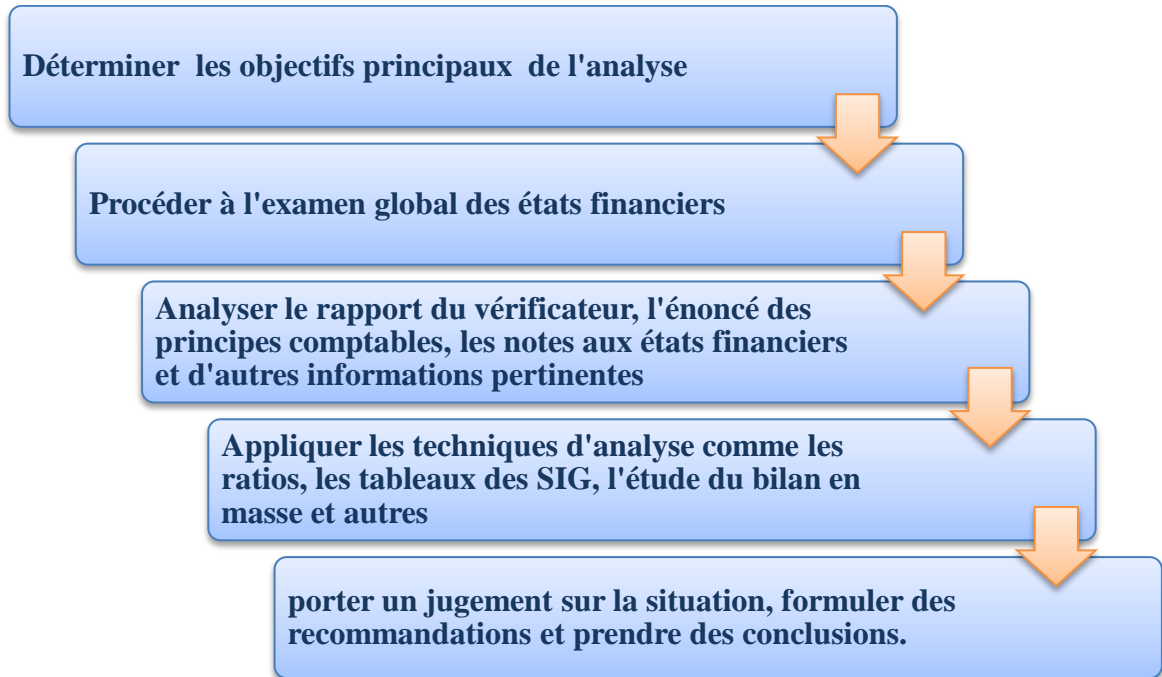 Déterminer les objectifs principaux de l'analyse
Procéder à l'examen global des états financiers
Analyser le rapport du vérificateur, l'énoncé des
principes comptables, les notes aux états financiers
et d'autres informations pertinentes
Appliquer les techniques d'analyse comme les
ratios, les tableaux des SIG, l'étude du bilan en
masse et autres
porter un jugement sur la situation, formuler des
recommandations et prendre des conclusions.